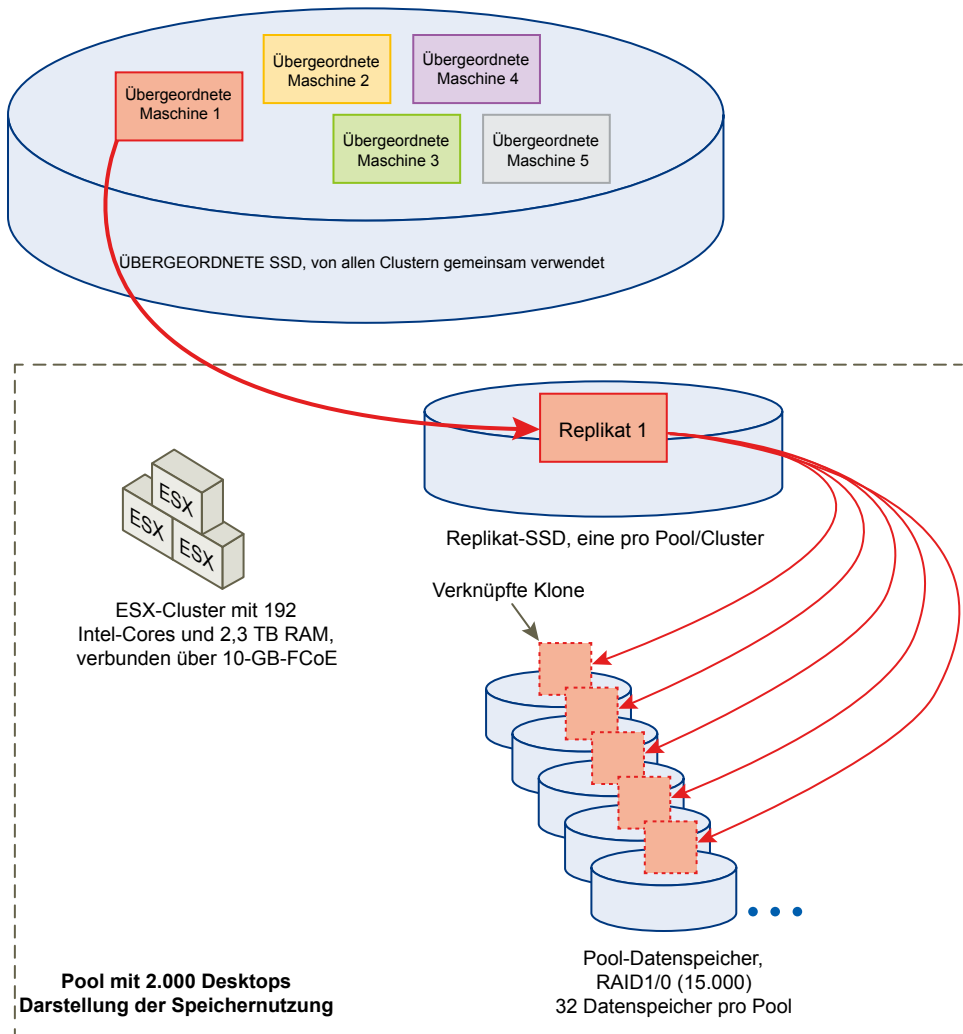 Übergeordnete
Maschine 1
Übergeordnete
Maschine 2
Übergeordnete
Maschine 4
Übergeordnete
Maschine 3
Übergeordnete
Maschine 5
ÜBERGEORDNETE SSD, von allen Clustern gemeinsam verwendet
Replikat 1
Replikat-SSD, eine pro Pool/Cluster
ESX
ESX
ESX
ESX-Cluster mit 192
Intel-Cores und 2,3 TB RAM,
verbunden über 10-GB-FCoE
Verknüpfte Klone
Pool-Datenspeicher,
RAID1/0 (15.000)
32 Datenspeicher pro Pool
Pool mit 2.000 Desktops
Darstellung der Speichernutzung